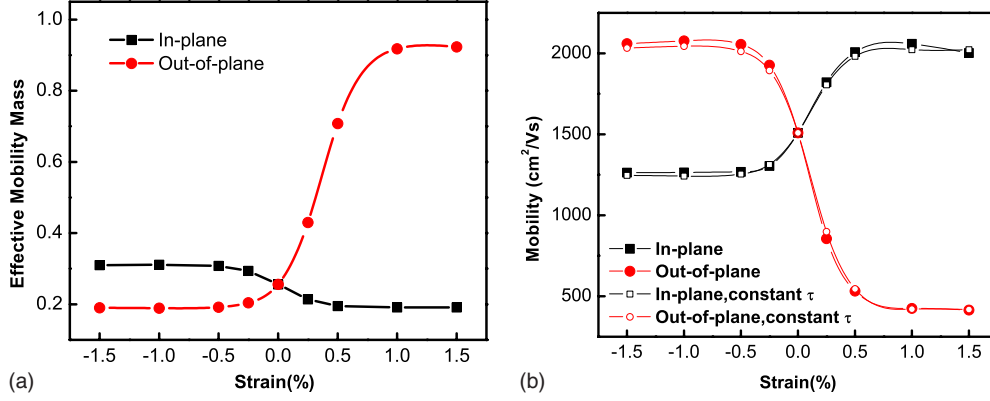 1.0
0.8
0.6
0.4
0.2
Effective Mobility Mass
In-plane
Out-of-plane
-1.5 -1.0 -0.5 0.0 0.5 1.0 1.5
Strain(%)
(a)
2000
1500
1000
500
Mobility (cm²/Vs)
In-plane
Out-of-plane
In-plane,constant τ
Out-of-plane,constant τ
-1.5 -1.0 -0.5 0.0 0.5 1.0 1.5
Strain(%)
(b)